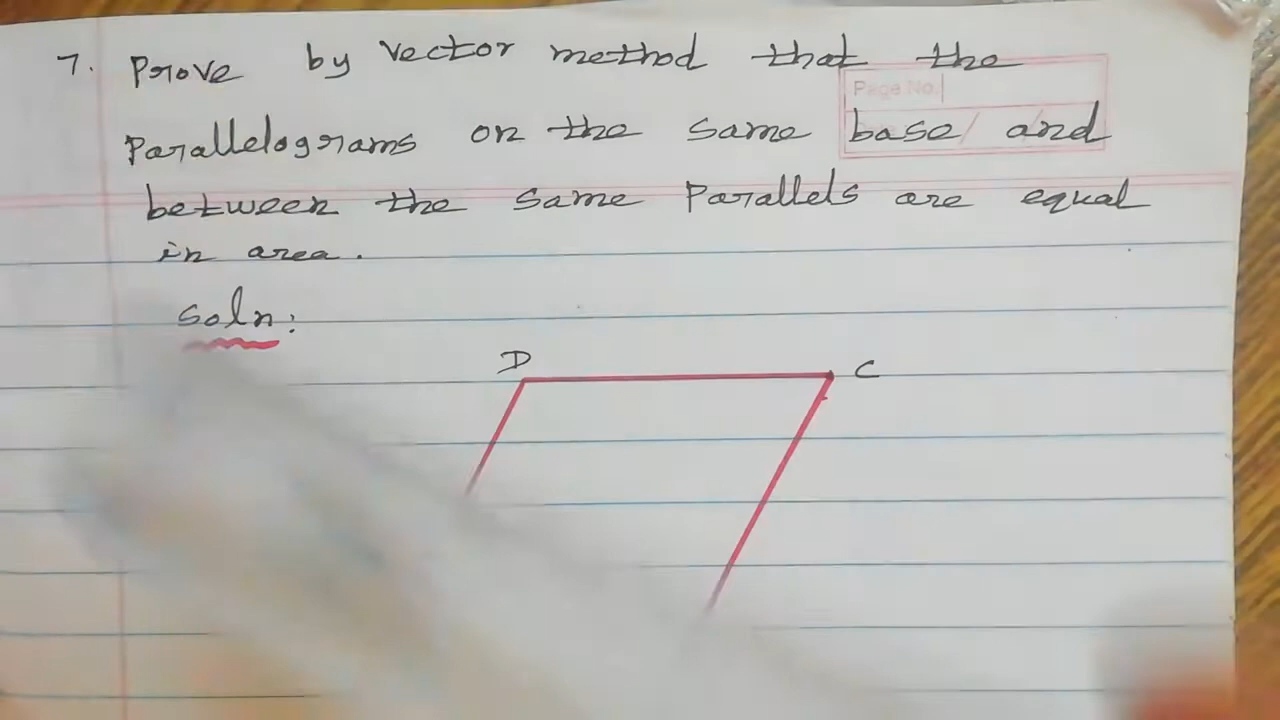 7. Prove by vector method that the
Page No.
Parallelograms on the same base and
between the same Parallels are equal
in area.
Soln:
D
C